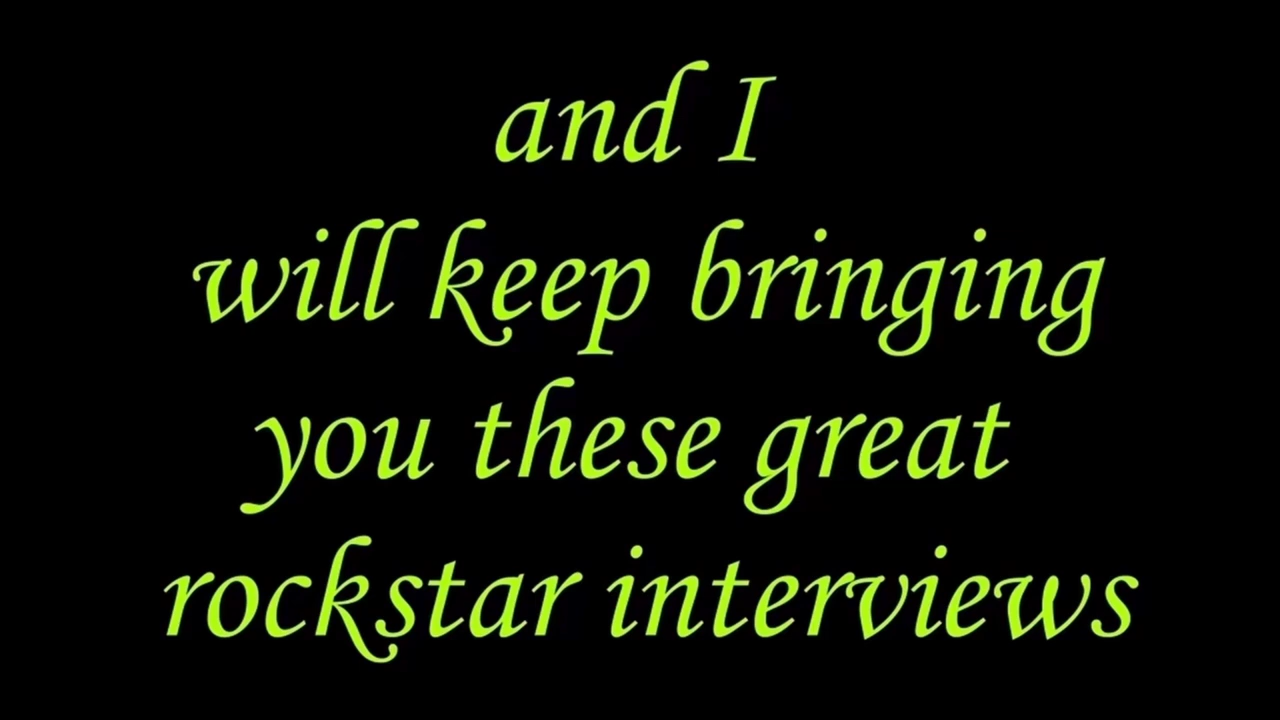 and I
will keep bringing
you these great
rockstar interviews